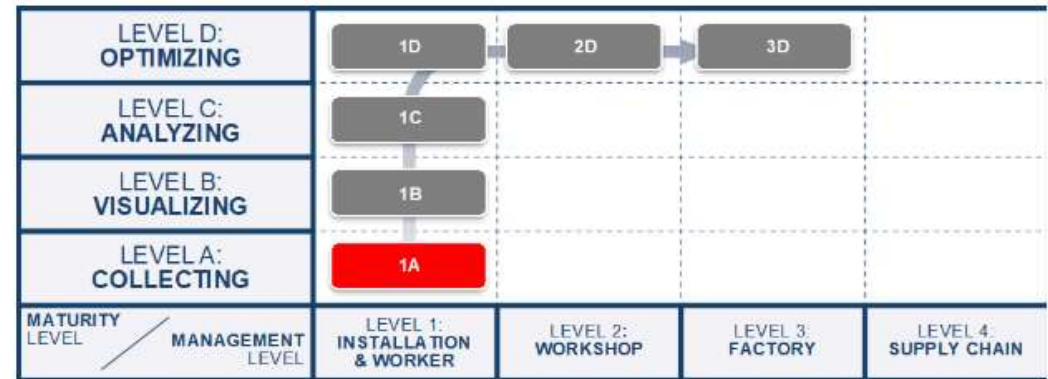 LEVEL D:
OPTIMIZING
1D
2D
3D
LEVEL C:
ANALYZING
1C
LEVEL B:
VISUALIZING
1B
LEVEL A:
COLLECTING
1A
MATURITY
LEVEL
MANAGEMENT
LEVEL
LEVEL 1:
INSTALLATION
& WORKER
LEVEL 2:
WORKSHOP
LEVEL 3
FACTORY
LEVEL 4:
SUPPLY CHAIN